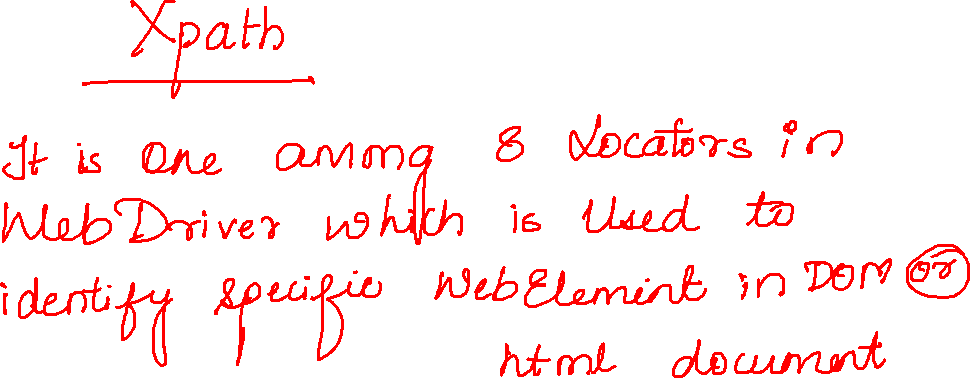 Xpath
It is one among 8 Locators in
WebDriver which is Used to
identify specific WebElement in DOM or
html document